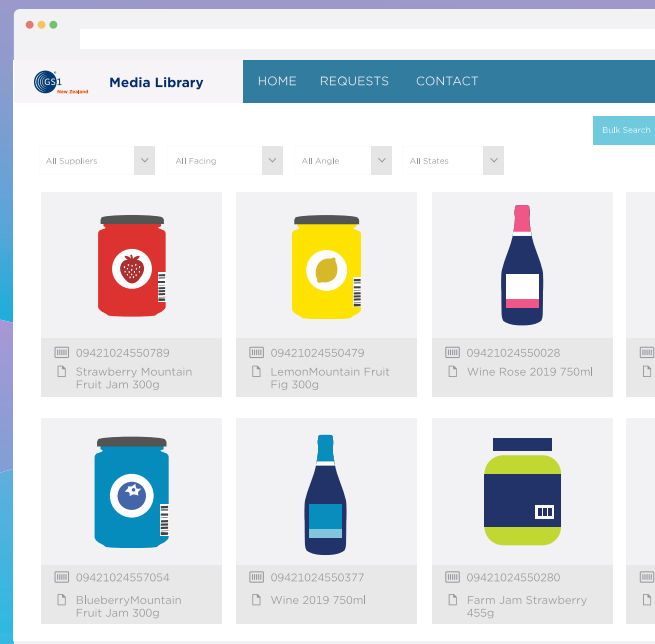 GS1
New Zealand
Media Library
HOME
REQUESTS
CONTACT
Bulk Search
All Suppliers
All Facing
All Angle
All States
09421024550789
Strawberry Mountain
Fruit Jam 300g
09421024550479
LemonMountain Fruit
Fig 300g
09421024550028
Wine Rose 2019 750ml
09421024557054
BlueberryMountain
Fruit Jam 300g
09421024550377
Wine 2019 750ml
09421024550280
Farm Jam Strawberry
455g